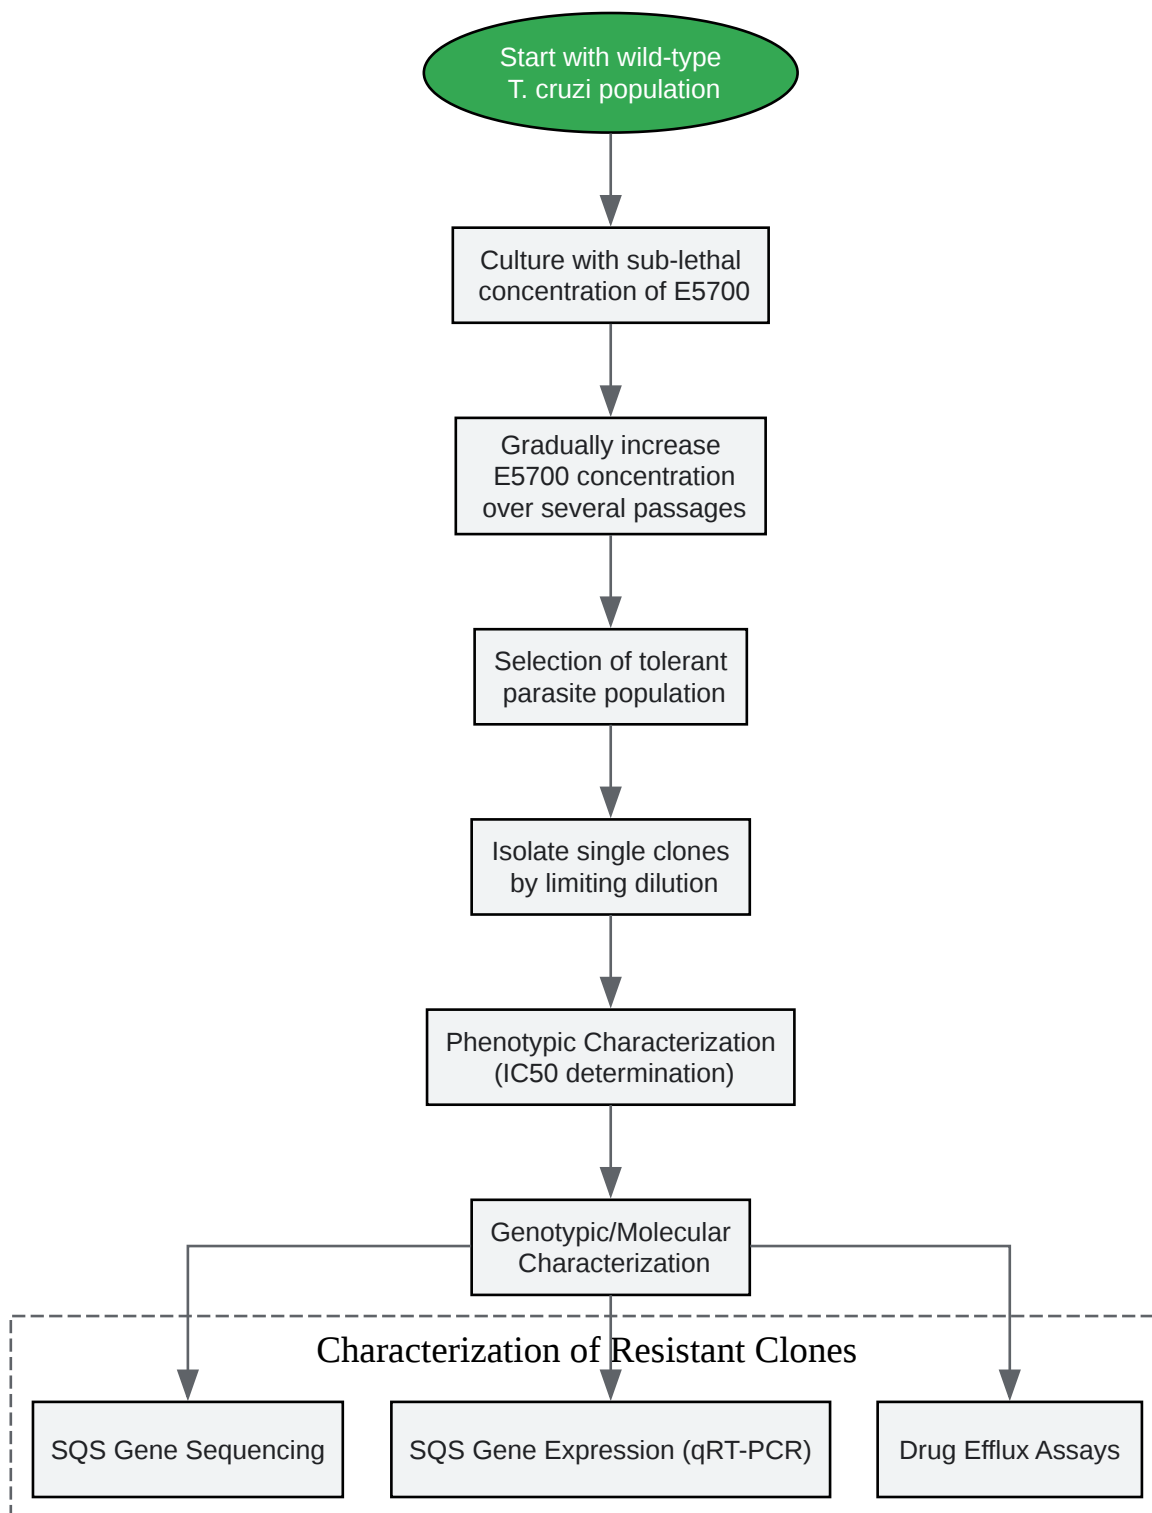 Start with wild-type
T. cruzi population
Culture with sub-lethal
concentration of E5700
Gradually increase
E5700 concentration
over several passages
Selection of tolerant
parasite population
Isolate single clones
by limiting dilution
Phenotypic Characterization
(IC50 determination)
Genotypic/Molecular
Characterization
Characterization of Resistant Clones
SQS Gene Sequencing
SQS Gene Expression (qRT-PCR)
Drug Efflux Assays